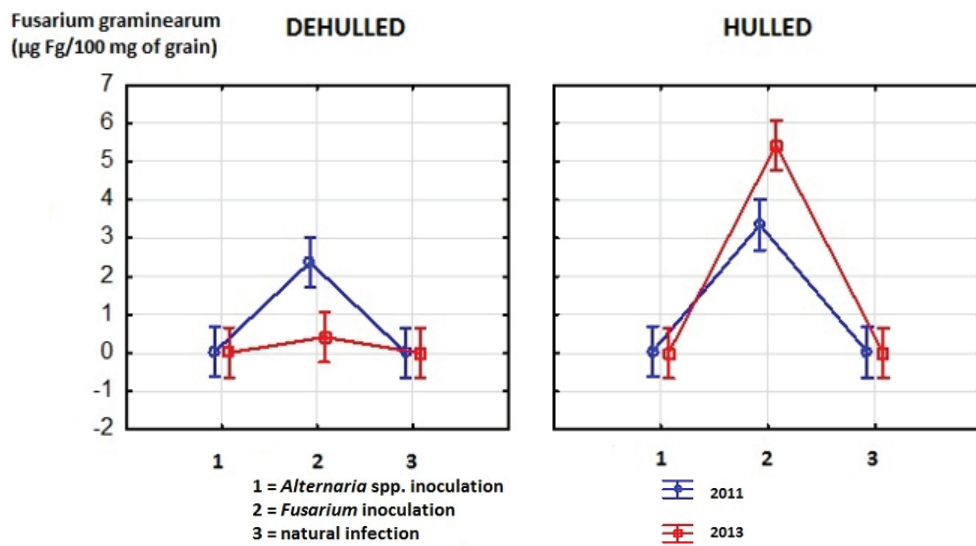 Fusarium graminearum
(µg Fg/100 mg of grain)
DEHULLED
HULLED
7
6
5
4
3
2
1
0
-1
-2
1 2 3
1 2 3
1 = Alternaria spp. inoculation
2 = Fusarium inoculation
3 = natural infection
2011
2013